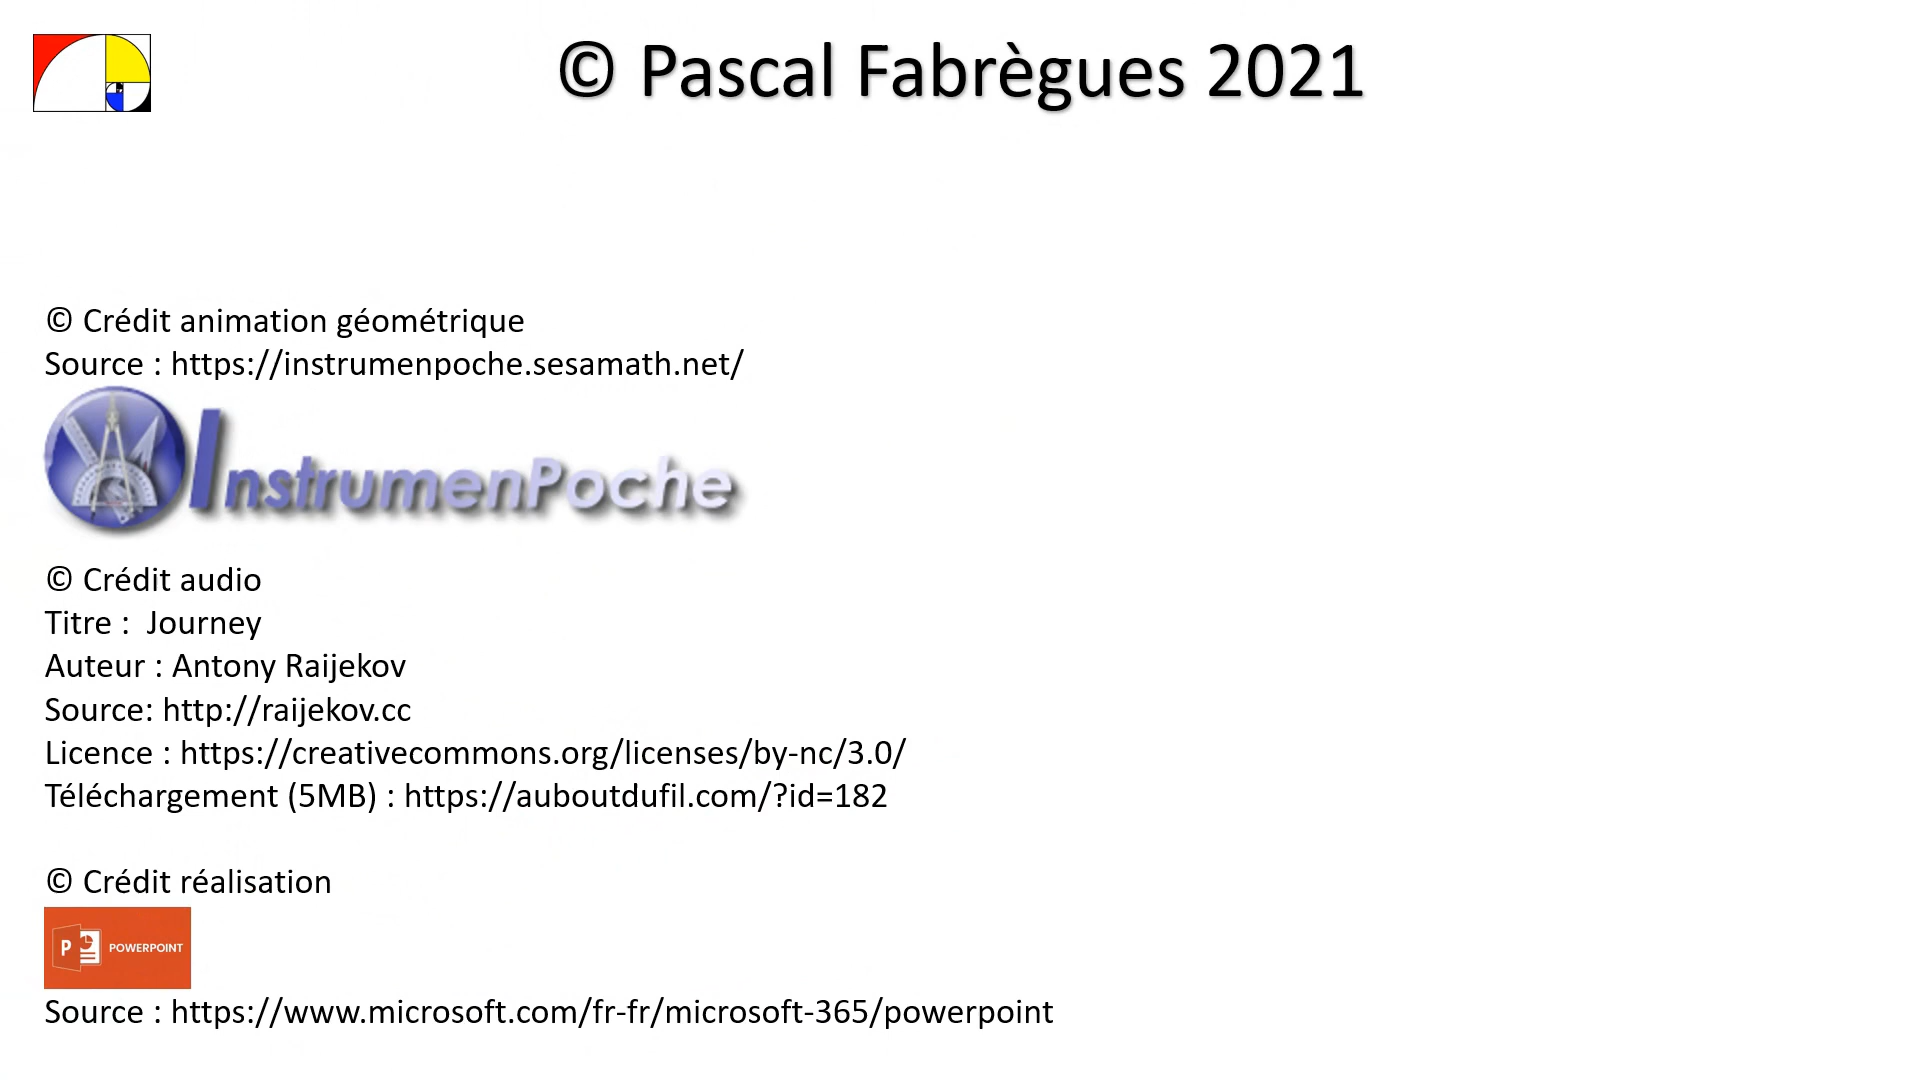 © Pascal Fabrègues 2021
© Crédit animation géométrique
Source : https://instrumenpoche.sesamath.net/
InstrumenPoche
© Crédit audio
Titre :  Journey
Auteur : Antony Raijekov
Source: http://raijekov.cc
Licence : https://creativecommons.org/licenses/by-nc/3.0/
Téléchargement (5MB) : https://auboutdufil.com/?id=182
© Crédit réalisation
P POWERPOINT
Source : https://www.microsoft.com/fr-fr/microsoft-365/powerpoint